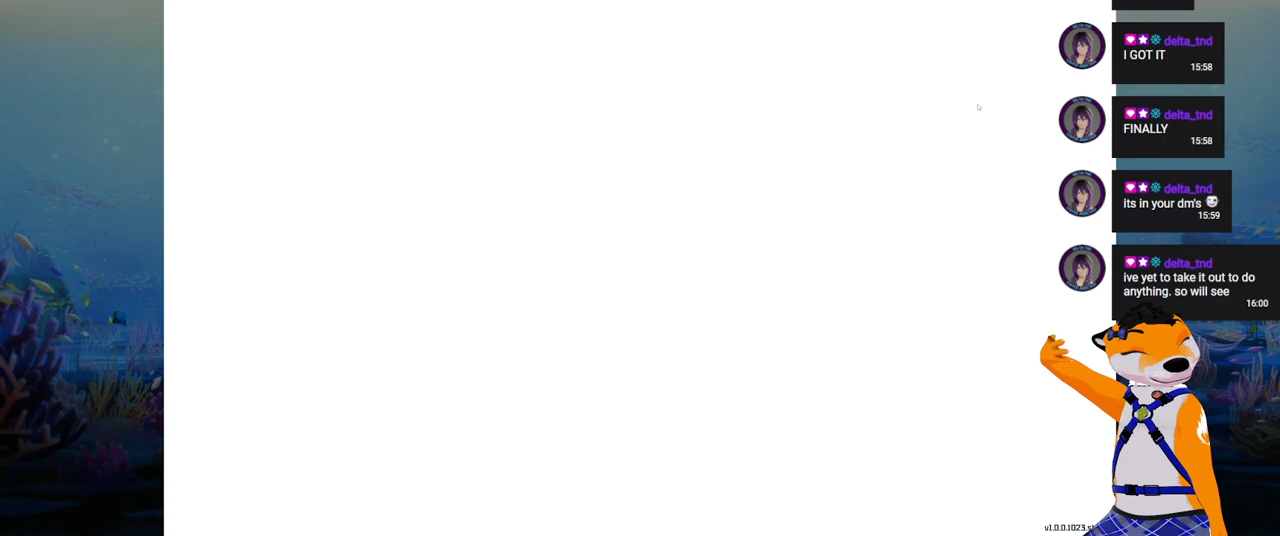 delta_tnd
I GOT IT
15:58
delta_tnd
FINALLY
15:58
delta_tnd
its in your dm's
15:59
delta_tnd
ive yet to take it out to do
anything. so will see
16:00
v1.0.0.1023.s